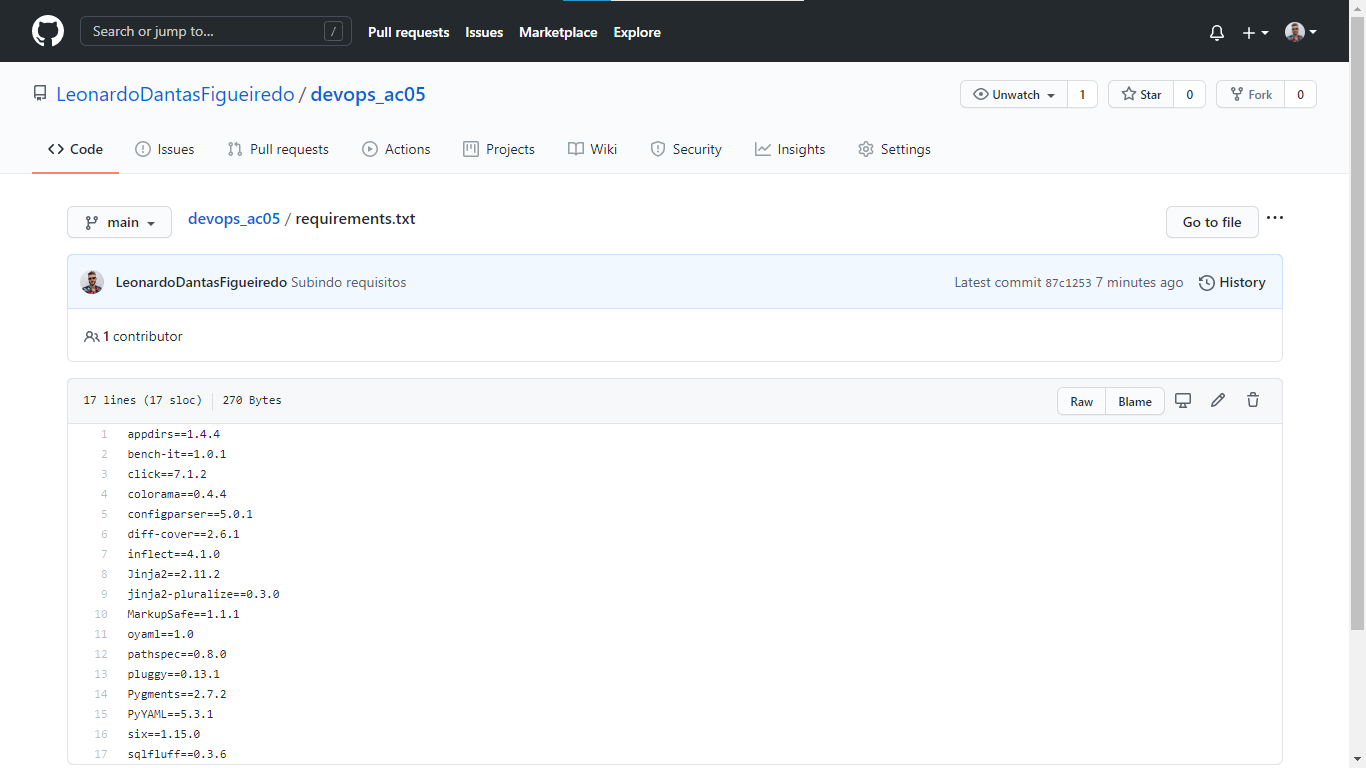 Search or jump to... /
Pull requests Issues Marketplace Explore
LeonardoDantasFigueiredo / devops_ac05
Unwatch 1 Star 0 Fork 0
Code Issues Pull requests Actions Projects Wiki Security Insights Settings
main devops_ac05 / requirements.txt Go to file ...
LeonardoDantasFigueiredo Subindo requisitos Latest commit 87c1253 7 minutes ago History
1 contributor
17 lines (17 sloc) 270 Bytes Raw Blame
1 appdirs==1.4.4
2 bench-it==1.0.1
3 click==7.1.2
4 colorama==0.4.4
5 configparser==5.0.1
6 diff-cover==2.6.1
7 inflect==4.1.0
8 Jinja2==2.11.2
9 jinja2-pluralize==0.3.0
10 MarkupSafe==1.1.1
11 oyaml==1.0
12 pathspec==0.8.0
13 pluggy==0.13.1
14 Pygments==2.7.2
15 PyYAML==5.3.1
16 six==1.15.0
17 sqlfluff==0.3.6